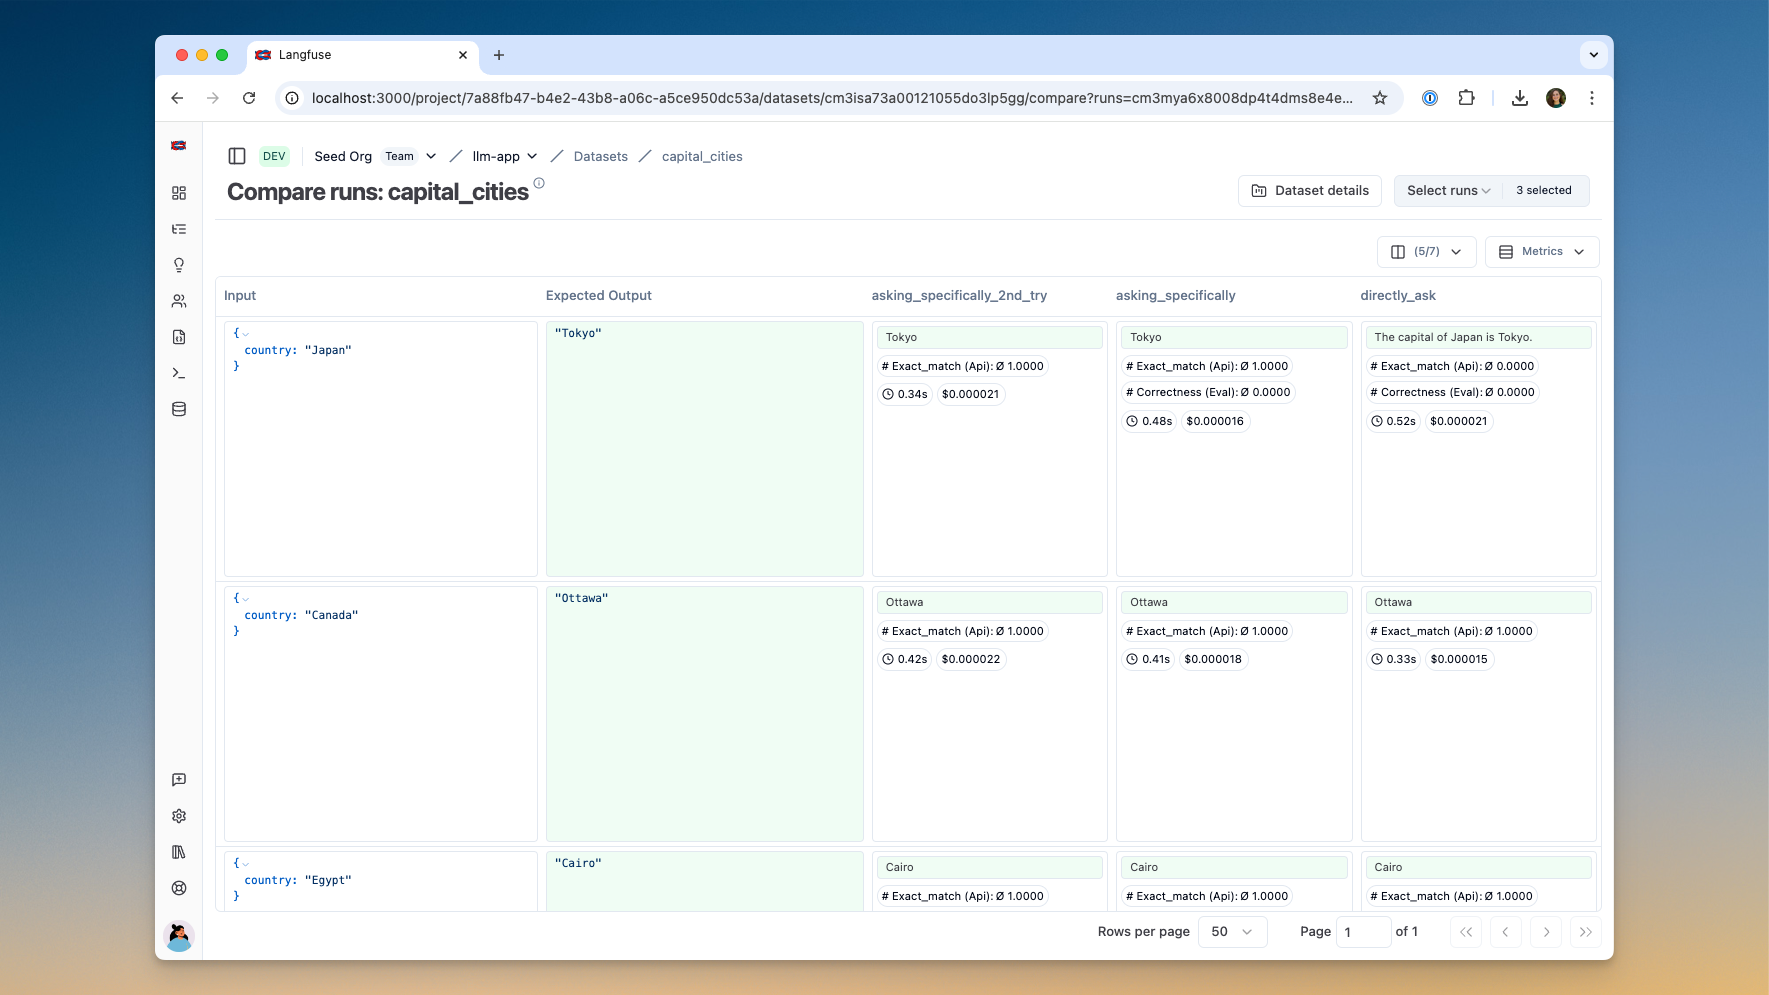 Langfuse
localhost:3000/project/7a88fb47-b4e2-43b8-a06c-a5ce950dc53a/datasets/cm3isa73a00121055do3lp5gg/compare?runs=cm3mya6x8008dp4t4dms8e4e...
DEV Seed Org Team llm-app Datasets capital_cities
Compare runs: capital_cities
Dataset details Select runs 3 selected
(5/7) Metrics
Input Expected Output asking_specifically_2nd_try asking_specifically directly_ask
{
country: "Japan"
}
"Tokyo"
Tokyo
# Exact_match (Api): Ø 1.0000
0.34s $0.000021
Tokyo
# Exact_match (Api): Ø 1.0000
# Correctness (Eval): Ø 0.0000
0.48s $0.000016
The capital of Japan is Tokyo.
# Exact_match (Api): Ø 0.0000
# Correctness (Eval): Ø 0.0000
0.52s $0.000021
{
country: "Canada"
}
"Ottawa"
Ottawa
# Exact_match (Api): Ø 1.0000
0.42s $0.000022
Ottawa
# Exact_match (Api): Ø 1.0000
0.41s $0.000018
Ottawa
# Exact_match (Api): Ø 1.0000
0.33s $0.000015
{
country: "Egypt"
}
"Cairo"
Cairo
# Exact_match (Api): Ø 1.0000
Cairo
# Exact_match (Api): Ø 1.0000
Cairo
# Exact_match (Api): Ø 1.0000
Rows per page 50 Page 1 of 1